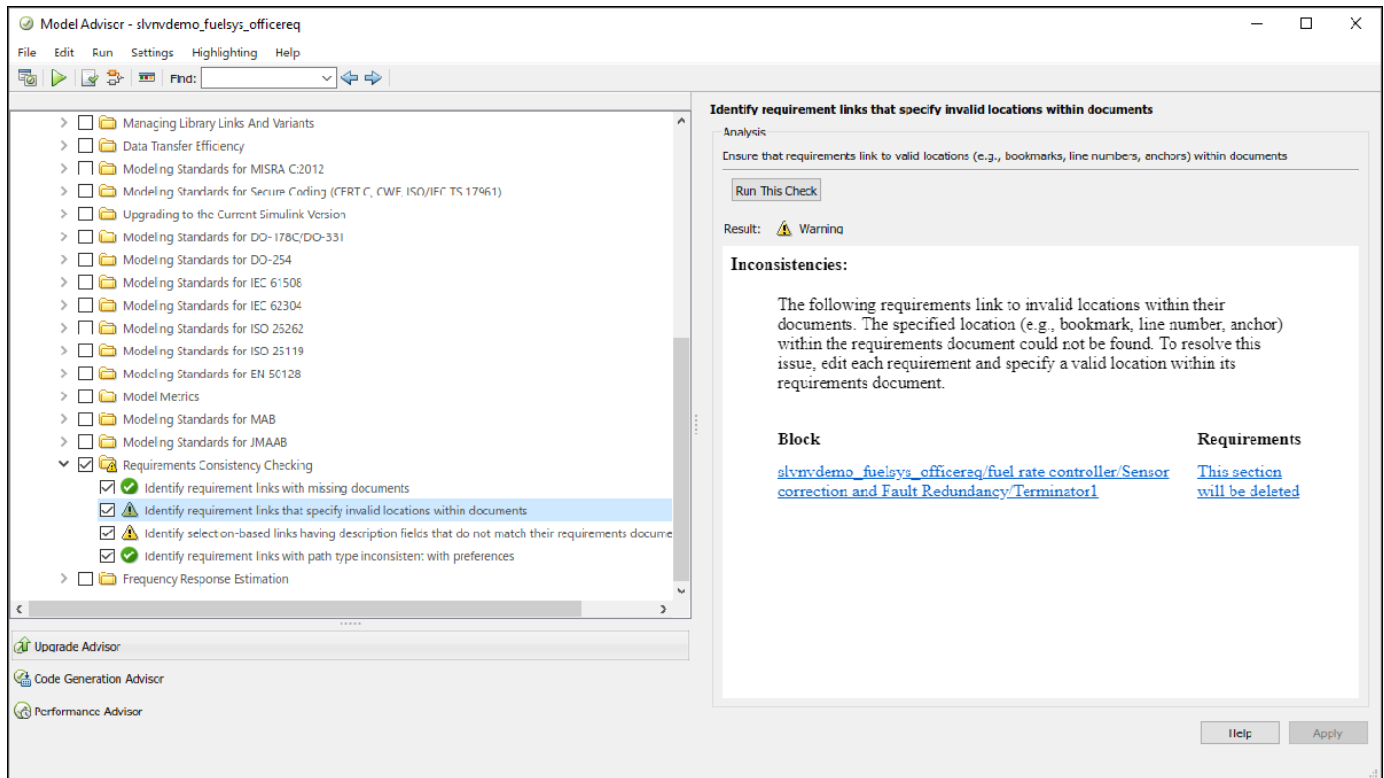 Model Advisor - slvnvdemo_fuelsys_officereq
File Edit Run Settings Highlighting Help
Find:
Managing Library Links And Variants
Data Transfer Efficiency
Modeling Standards for MISRA C:2012
Modeling Standards for Secure Coding (CERT C, CWE, ISO/IEC TS 17961)
Upgrading to the Current Simulink Version
Modeling Standards for DO-178C/DO-331
Modeling Standards for DO-254
Modeling Standards for IEC 61508
Modeling Standards for IEC 62304
Modeling Standards for ISO 26262
Modeling Standards for ISO 25119
Modeling Standards for EN 50128
Model Metrics
Modeling Standards for MAB
Modeling Standards for JMAAB
Requirements Consistency Checking
Identify requirement links with missing documents
Identify requirement links that specify invalid locations within documents
Identify selection-based links having description fields that do not match their requirements docume
Identify requirement links with path type inconsistent with preferences
Frequency Response Estimation
Upgrade Advisor
Code Generation Advisor
Performance Advisor
Identify requirement links that specify invalid locations within documents
Analysis
Ensure that requirements link to valid locations (e.g., bookmarks, line numbers, anchors) within documents
Run This Check
Result: Warning
Inconsistencies:
The following requirements link to invalid locations within their
documents. The specified location (e.g., bookmark, line number, anchor)
within the requirements document could not be found. To resolve this
issue, edit each requirement and specify a valid location within its
requirements document.
Block Requirements
slvnvdemo_fuelsys_officereq/fuel rate controller/Sensor This section
correction and Fault Redundancy/Terminator1 will be deleted
Help Apply